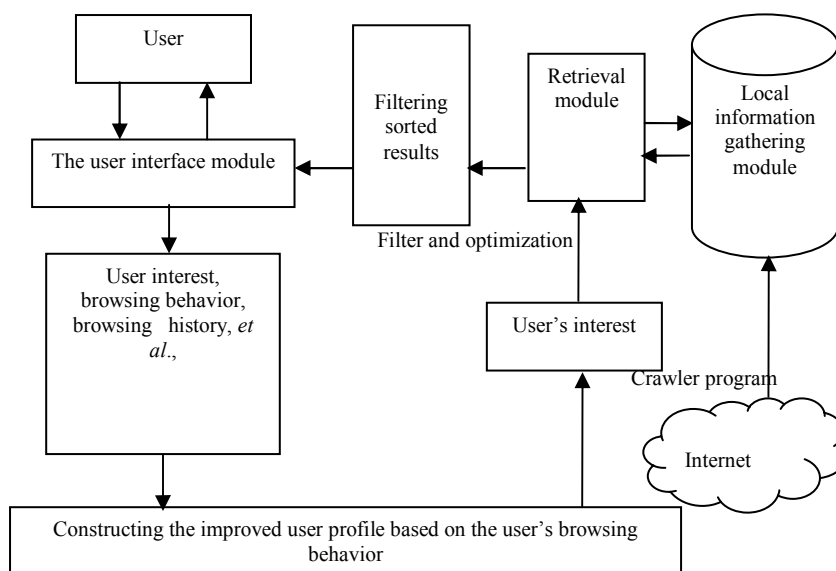 User
The user interface module
Filtering
sorted
results
Retrieval
module
Local
information
gathering
module
Filter and optimization
User interest,
browsing behavior,
browsing history, et
al.,
User's interest
Crawler program
Internet
Constructing the improved user profile based on the user's browsing
behavior